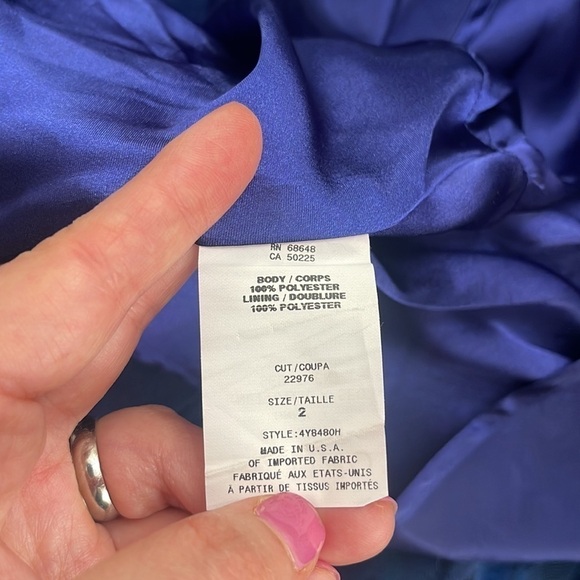 RN 68648
CA 50225
BODY / CORPS
100% POLYESTER
LINING / DOUBLURE
100% POLYESTER
CUT/COUPA
22976
SIZE/TAILLE
2
STYLE:4Y8480H
MADE IN U.S.A.
OF IMPORTED FABRIC
FABRIQUÉ AUX ETATS-UNIS
À PARTIR DE TISSUS IMPORTÉS